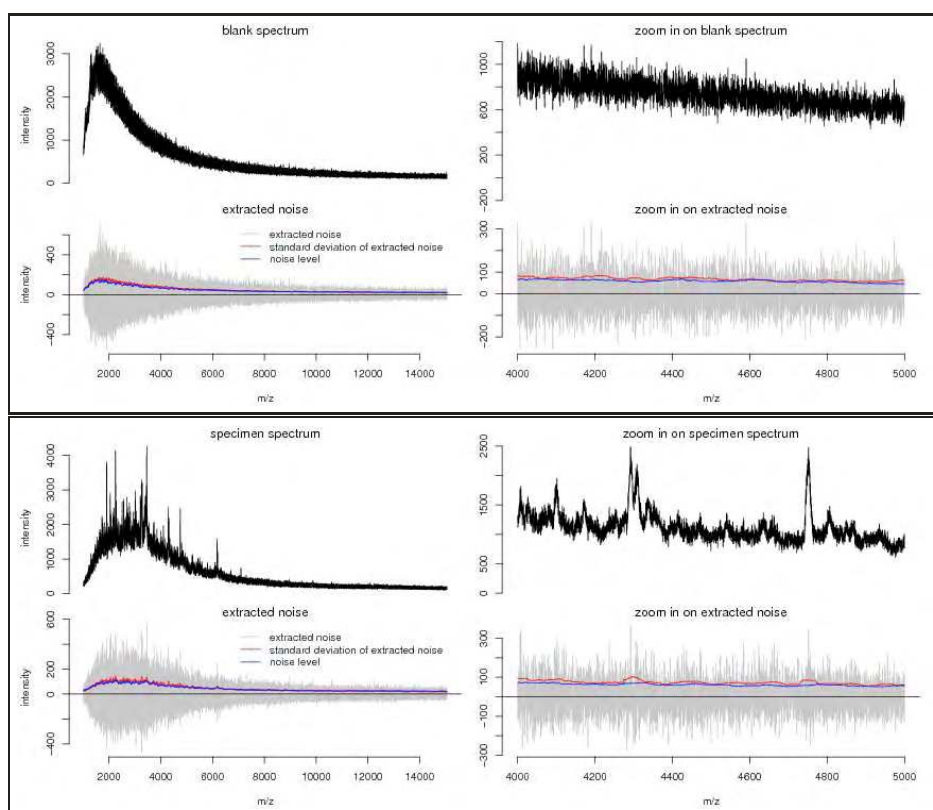 blank spectrum
intensity
3000
2000
1000
0
zoom in on blank spectrum
1000
600
200
−200
extracted noise
extracted noise
standard deviation of extracted noise
noise level
intensity
400
0
−400
2000 4000 6000 8000 10000 12000 14000
m/z
zoom in on extracted noise
300
100
0
−200
4000 4200 4400 4600 4800 5000
m/z
specimen spectrum
intensity
4000
3000
2000
1000
0
zoom in on specimen spectrum
2500
1500
500
0
extracted noise
extracted noise
standard deviation of extracted noise
noise level
intensity
600
200
0
−400
2000 4000 6000 8000 10000 12000 14000
m/z
zoom in on extracted noise
300
100
−100
−300
4000 4200 4400 4600 4800 5000
m/z